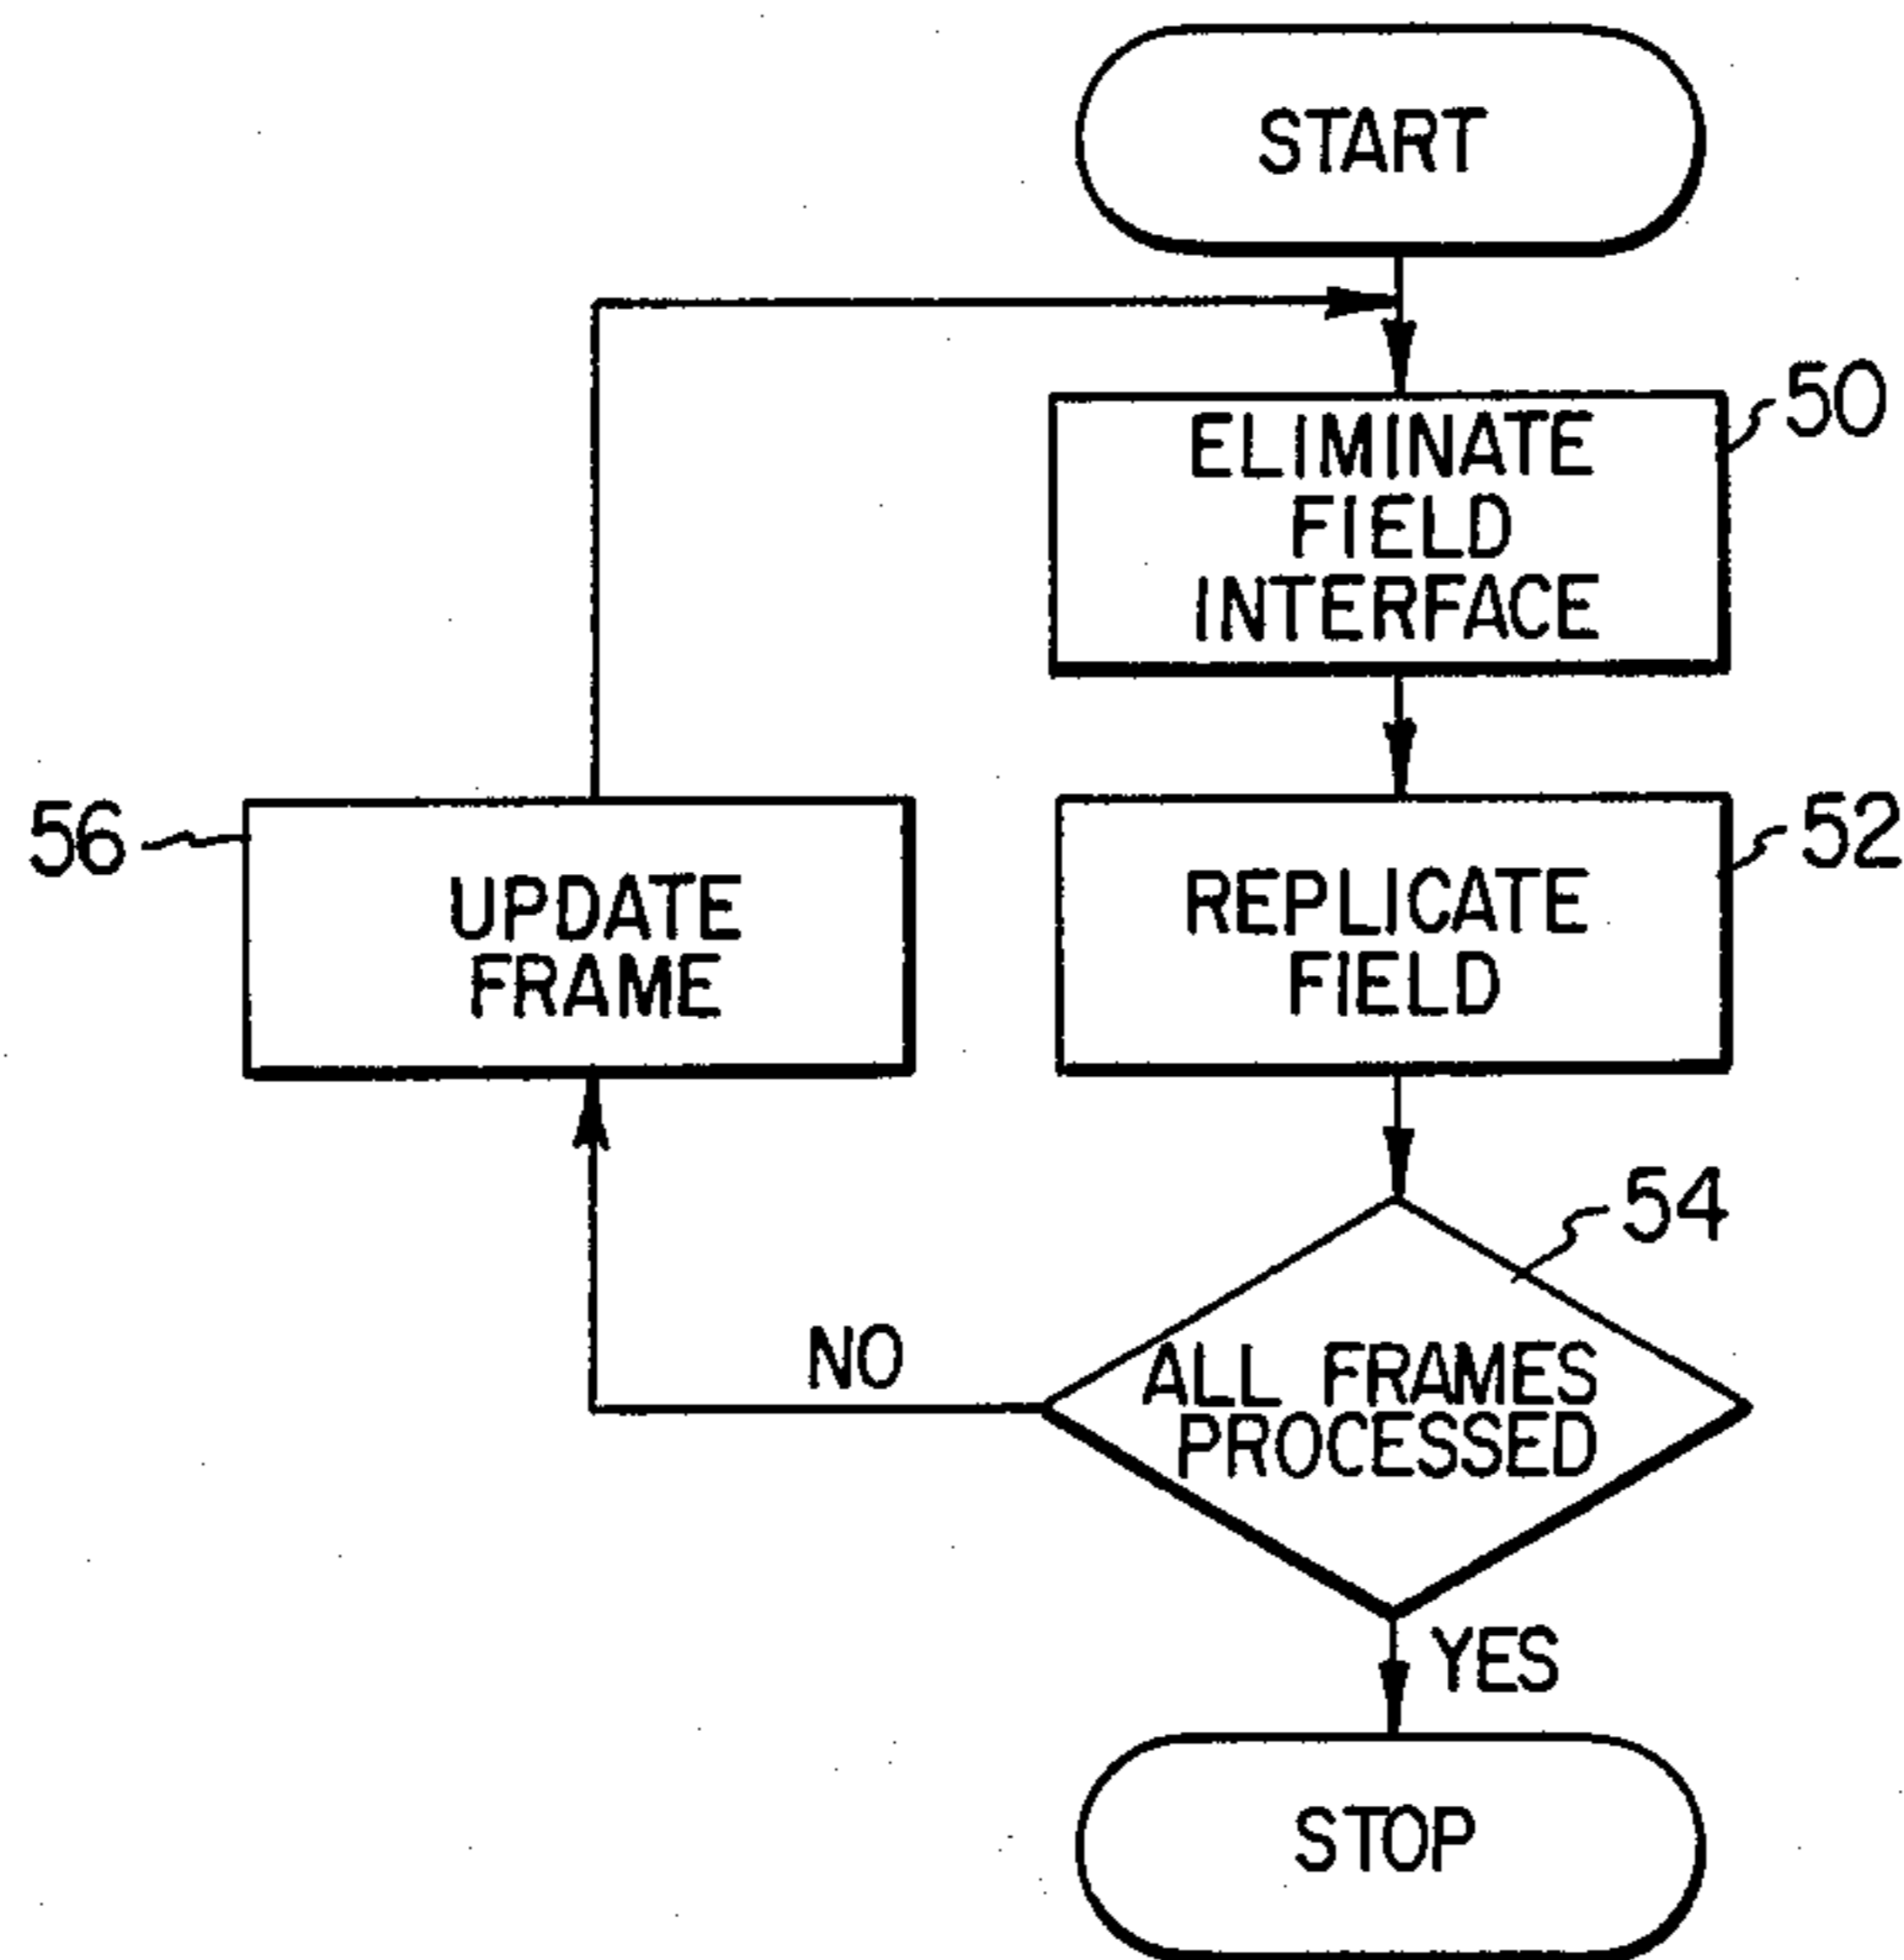 START
50
ELIMINATE
FIELD
INTERFACE
52
REPLICATE
FIELD
56
UPDATE
FRAME
54
ALL FRAMES
PROCESSED
NO
YES
STOP